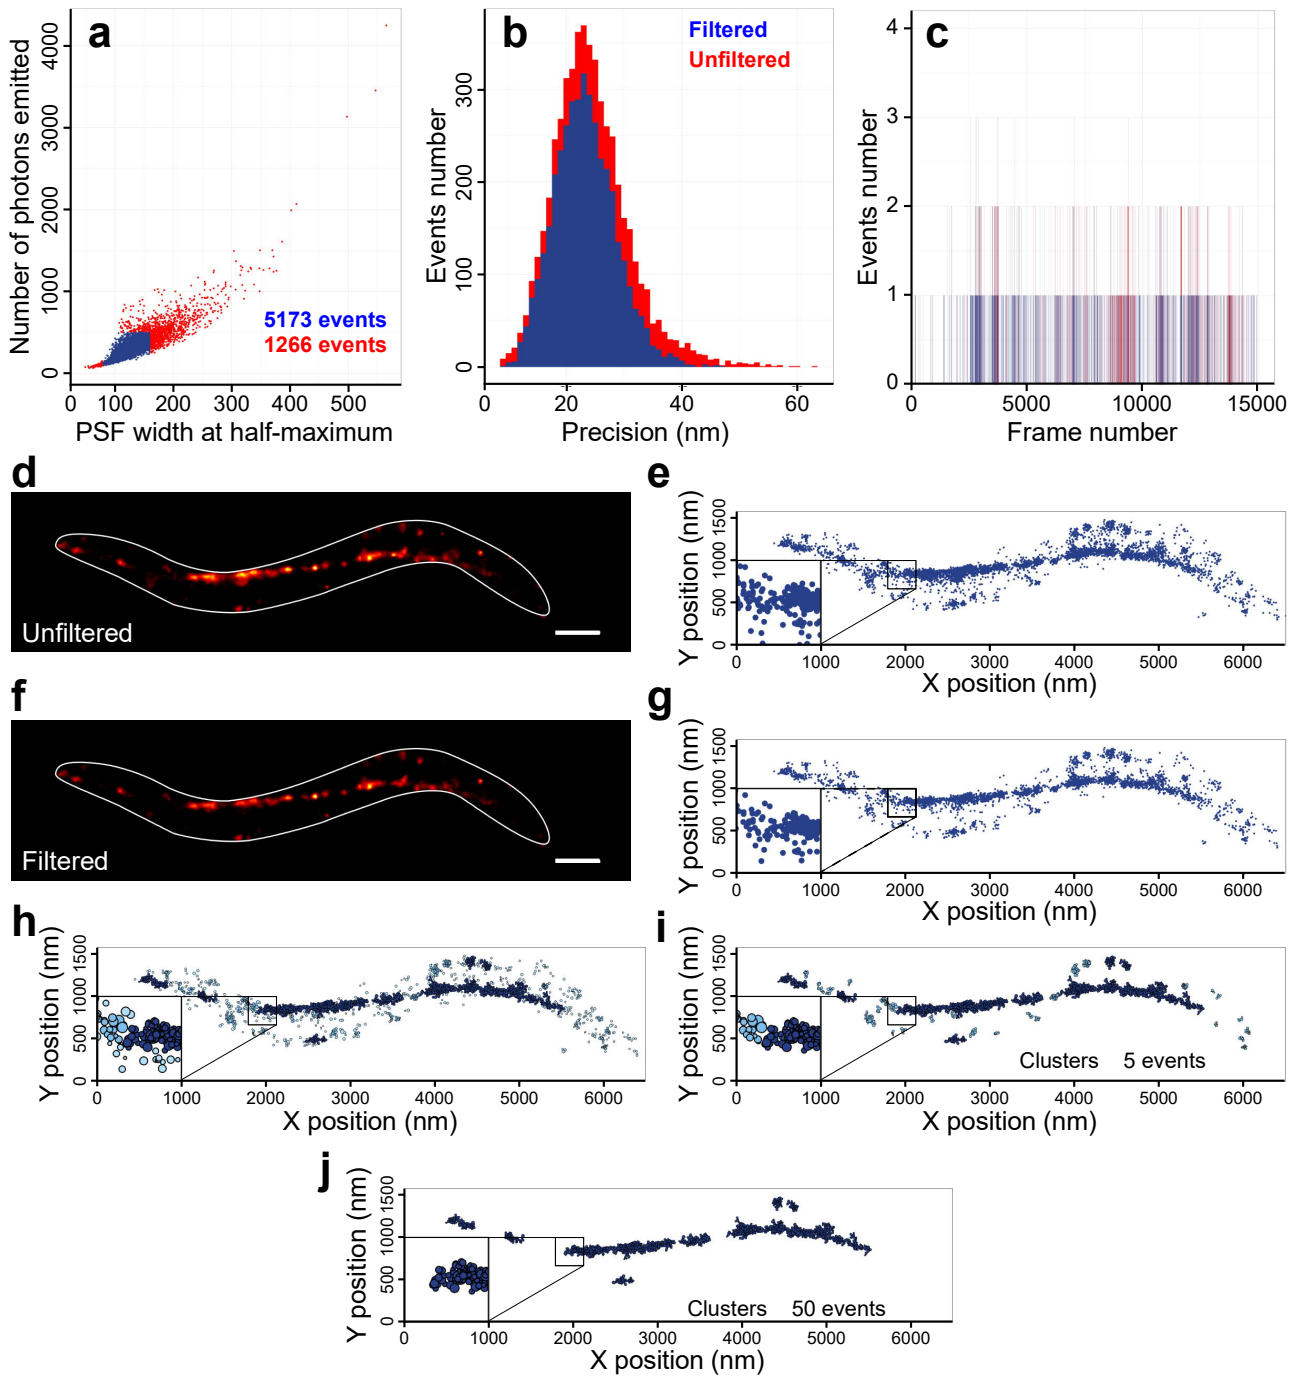 a
Number of photons emitted
4000
3000
2000
1000
0
5173 events
1266 events
0 100 200 300 400 500
PSF width at half-maximum
b
Events number
300
200
100
0
Filtered
Unfiltered
0 20 40 60
Precision (nm)
c
Events number
4
3
2
1
0
0 5000 10000 15000
Frame number
d
Unfiltered
e
Y position (nm)
1500
1000
500
0
0 1000 2000 3000 4000 5000 6000
X position (nm)
f
Filtered
g
Y position (nm)
1500
1000
500
0
0 1000 2000 3000 4000 5000 6000
X position (nm)
h
Y position (nm)
1500
1000
500
0
0 1000 2000 3000 4000 5000 6000
X position (nm)
i
Y position (nm)
1500
1000
500
0
Clusters 5 events
0 1000 2000 3000 4000 5000 6000
X position (nm)
j
Y position (nm)
1500
1000
500
0
Clusters 50 events
0 1000 2000 3000 4000 5000 6000
X position (nm)